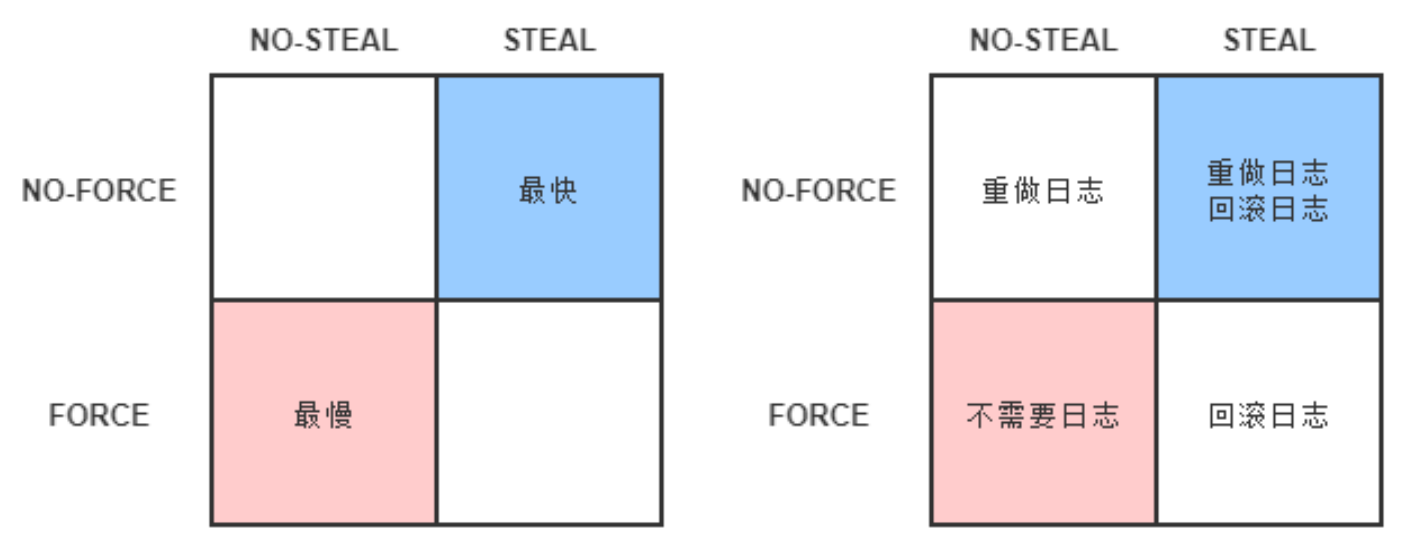 NO-STEAL
STEAL
NO-FORCE
最快
FORCE
最慢
NO-STEAL
STEAL
NO-FORCE
重做日志
重做日志
回滚日志
FORCE
不需要日志
回滚日志